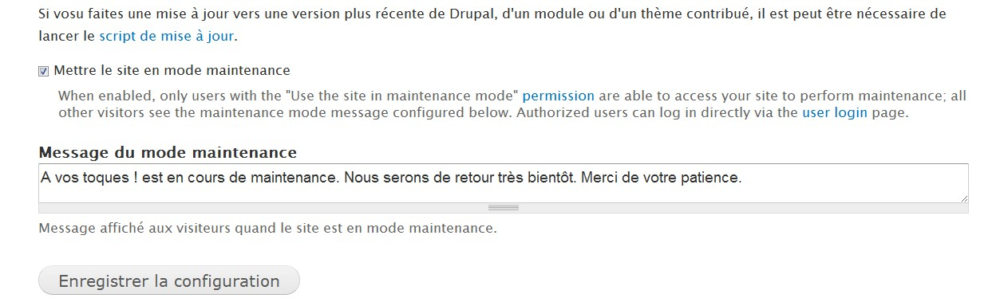 Si vosu faites une mise à jour vers une version plus récente de Drupal, d'un module ou d'un thème contribué, il est peut être nécessaire de
lancer le script de mise à jour.
Mettre le site en mode maintenance
When enabled, only users with the "Use the site in maintenance mode" permission are able to access your site to perform maintenance; all
other visitors see the maintenance mode message configured below. Authorized users can log in directly via the user login page.
Message du mode maintenance
A vos toques ! est en cours de maintenance. Nous serons de retour très bientôt. Merci de votre patience.
Message affiché aux visiteurs quand le site est en mode maintenance.
Enregistrer la configuration